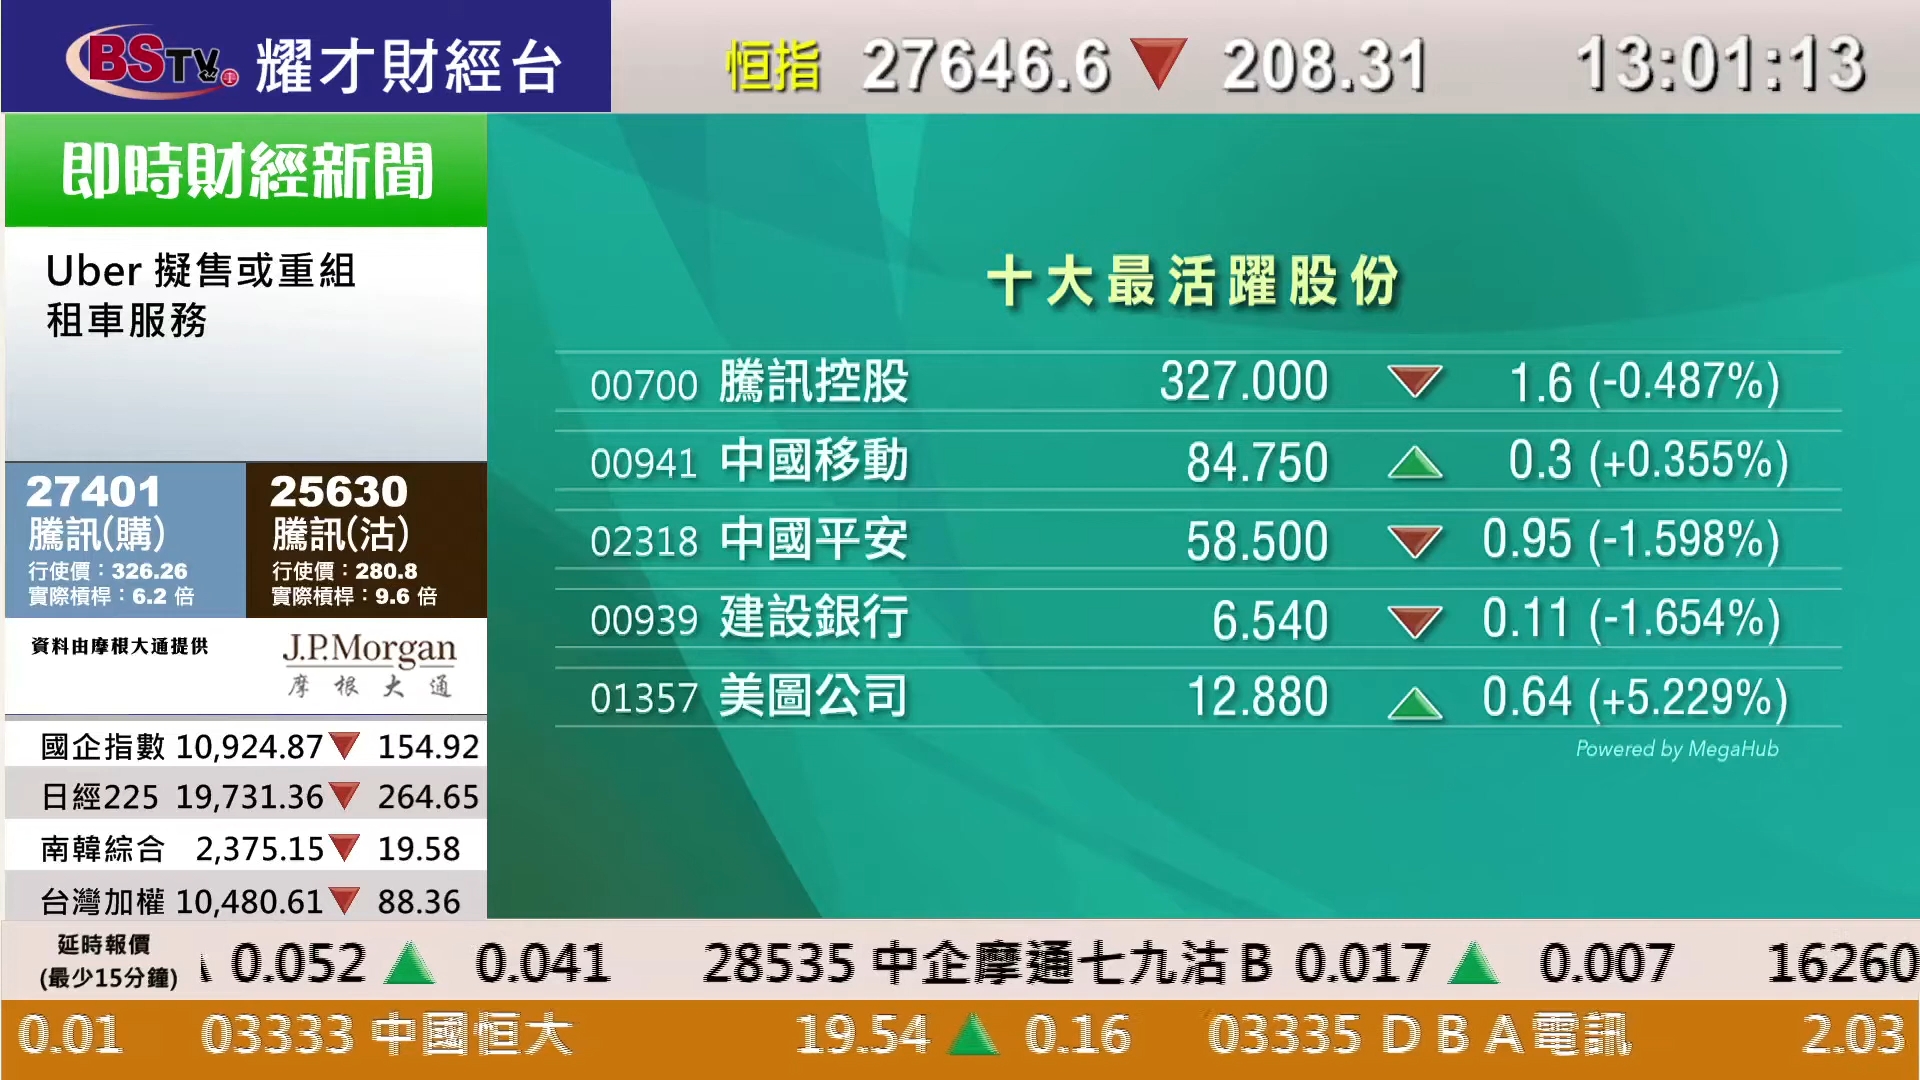 BSTV 耀才財經台
恒指 27646.6 ▼ 208.31 13:01:13
即時財經新聞
Uber 擬售或重組
租車服務
27401
騰訊(購)
行使價：326.26
實際槓桿：6.2 倍
25630
騰訊(沽)
行使價：280.8
實際槓桿：9.6 倍
資料由摩根大通提供
J.P.Morgan
摩根大通
國企指數 10,924.87 ▼ 154.92
日經225 19,731.36 ▼ 264.65
南韓綜合 2,375.15 ▼ 19.58
台灣加權 10,480.61 ▼ 88.36
十大最活躍股份
00700 騰訊控股 327.000 ▼ 1.6 (-0.487%)
00941 中國移動 84.750 ▲ 0.3 (+0.355%)
02318 中國平安 58.500 ▼ 0.95 (-1.598%)
00939 建設銀行 6.540 ▼ 0.11 (-1.654%)
01357 美圖公司 12.880 ▲ 0.64 (+5.229%)
Powered by MegaHub
延時報價
(最少15分鐘)
0.052 ▲ 0.041 28535 中企摩通七九沽B 0.017 ▲ 0.007 16260
0.01 03333 中國恒大 19.54 ▲ 0.16 03335 DBA電訊 2.03